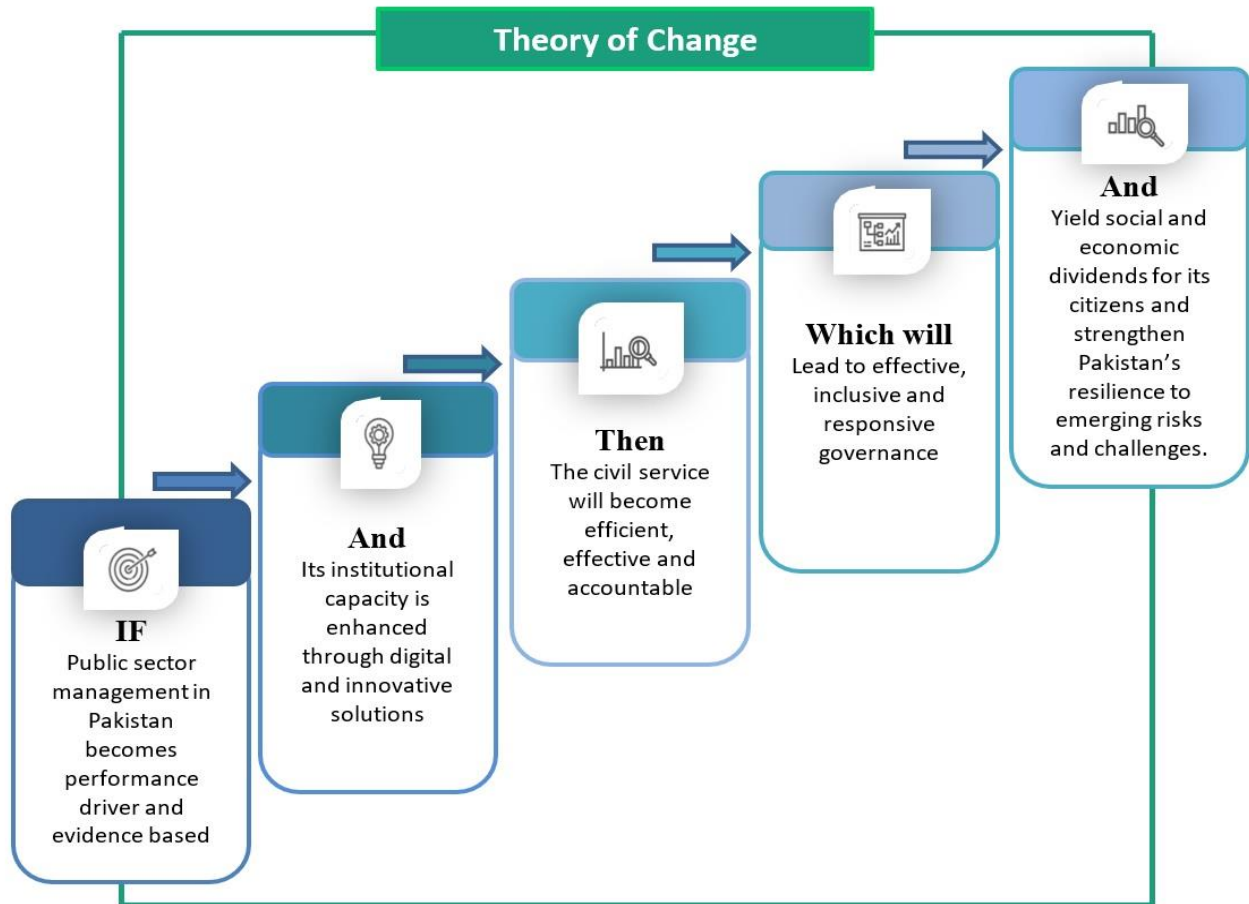 Theory of Change
IF
Public sector
management in
Pakistan
becomes
performance
driver and
evidence based
And
Its institutional
capacity is
enhanced
through digital
and innovative
solutions
Then
The civil service
will become
efficient,
effective and
accountable
Which will
Lead to effective,
inclusive and
responsive
governance
And
Yield social and
economic
dividends for its
citizens and
strengthen
Pakistan’s
resilience to
emerging risks
and challenges.